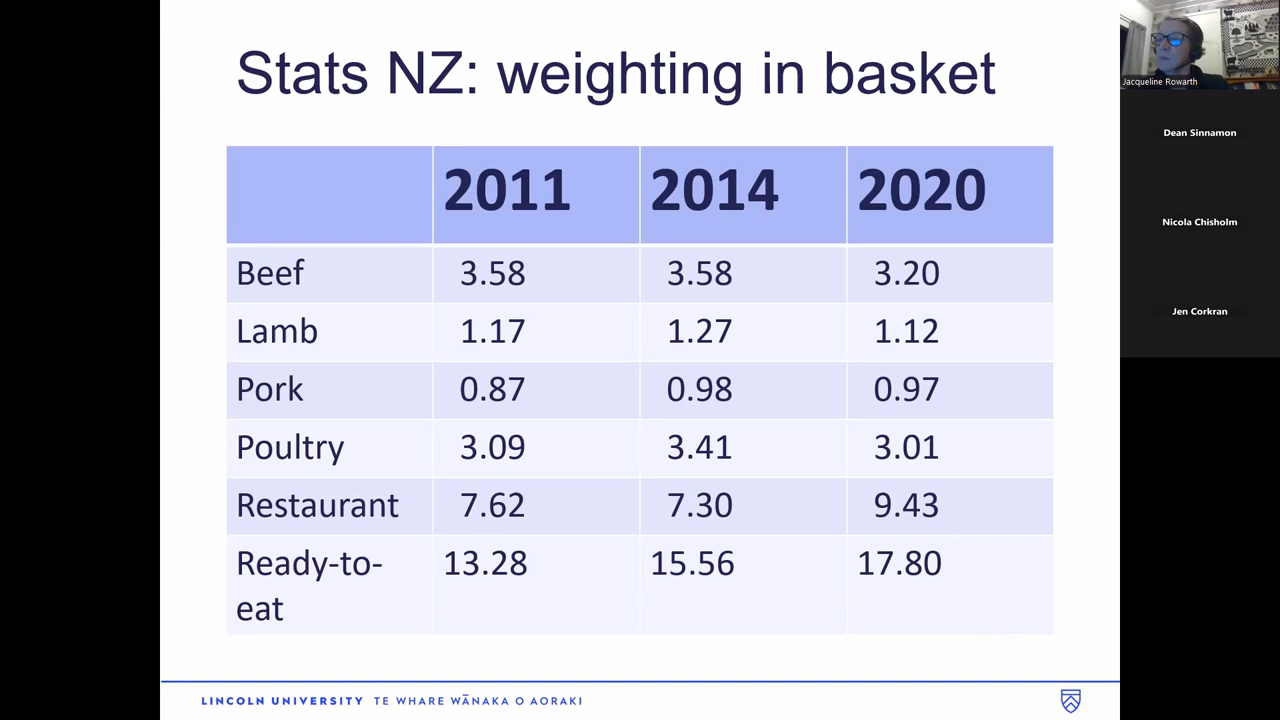 Stats NZ: weighting in basket
2011 2014 2020
Beef 3.58 3.58 3.20
Lamb 1.17 1.27 1.12
Pork 0.87 0.98 0.97
Poultry 3.09 3.41 3.01
Restaurant 7.62 7.30 9.43
Ready-to- 13.28 15.56 17.80
eat
LINCOLN UNIVERSITY TE WHARE WĀNAKA O AORAKI
Jacqueline Rowarth
Dean Sinnamon
Nicola Chisholm
Jen Corkran